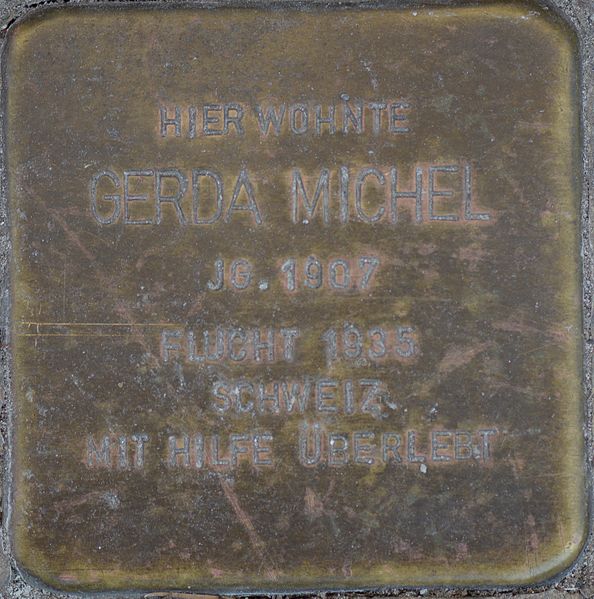 HIER WOHNTE
GERDA MICHEL
JG. 1907
FLUCHT 1935
SCHWEIZ
MIT HILFE ÜBERLEBT